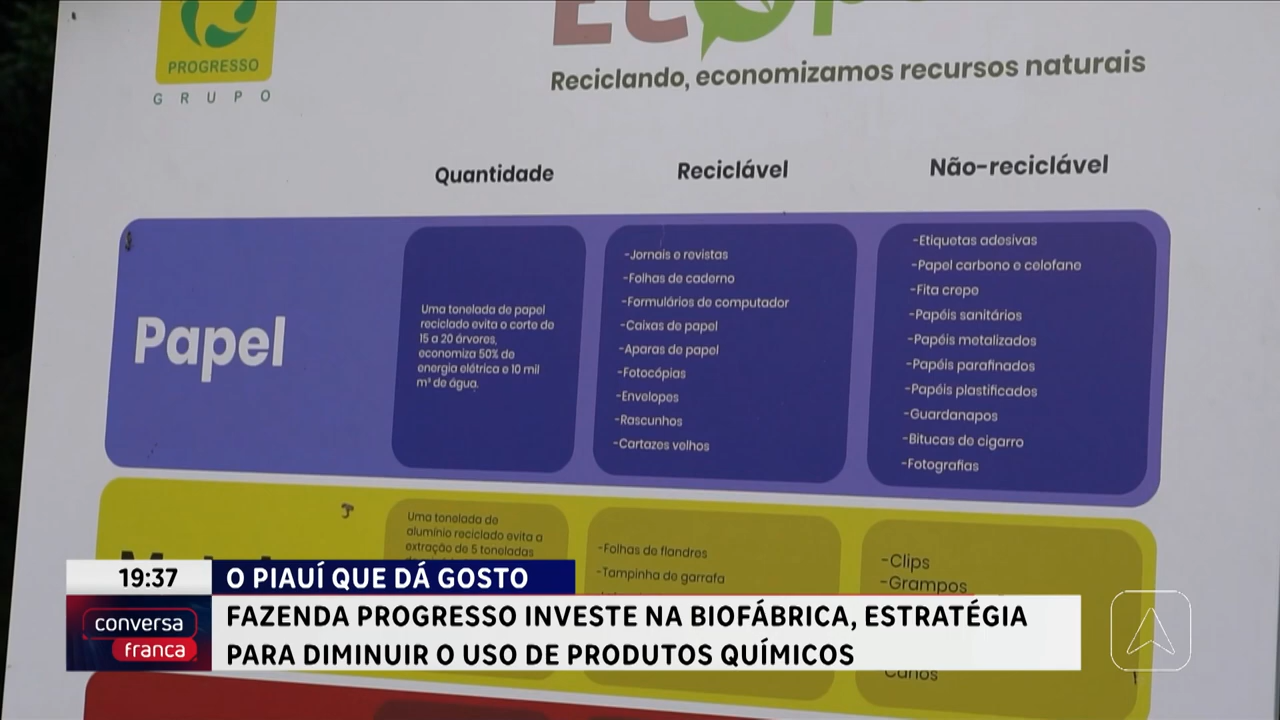 PROGRESSO
GRUPO
Reciclando, economizamos recursos naturais
Quantidade
Reciclável
Não-reciclável
Papel
Uma tonelada de papel
reciclado evita o corte de
15 a 20 árvores,
economiza 50% de
energia elétrica e 10 mil
m³ de água.
-Jornais e revistas
-Folhas de caderno
-Formulários de computador
-Caixas de papel
-Aparas de papel
-Fotocópias
-Envelopes
-Rascunhos
-Cartazes velhos
-Etiquetas adesivas
-Papel carbono e celofane
-Fita crepe
-Papéis sanitários
-Papéis metalizados
-Papéis parafinados
-Papéis plastificados
-Guardanapos
-Bitucas de cigarro
-Fotografias
Uma tonelada de
alumínio reciclado evita a
extração de 5 toneladas
-Folhas de flandres
-Tampinha de garrafa
-Clips
-Grampos
19:37
O PIAUÍ QUE DÁ GOSTO
conversa
franca
FAZENDA PROGRESSO INVESTE NA BIOFÁBRICA, ESTRATÉGIA
PARA DIMINUIR O USO DE PRODUTOS QUÍMICOS